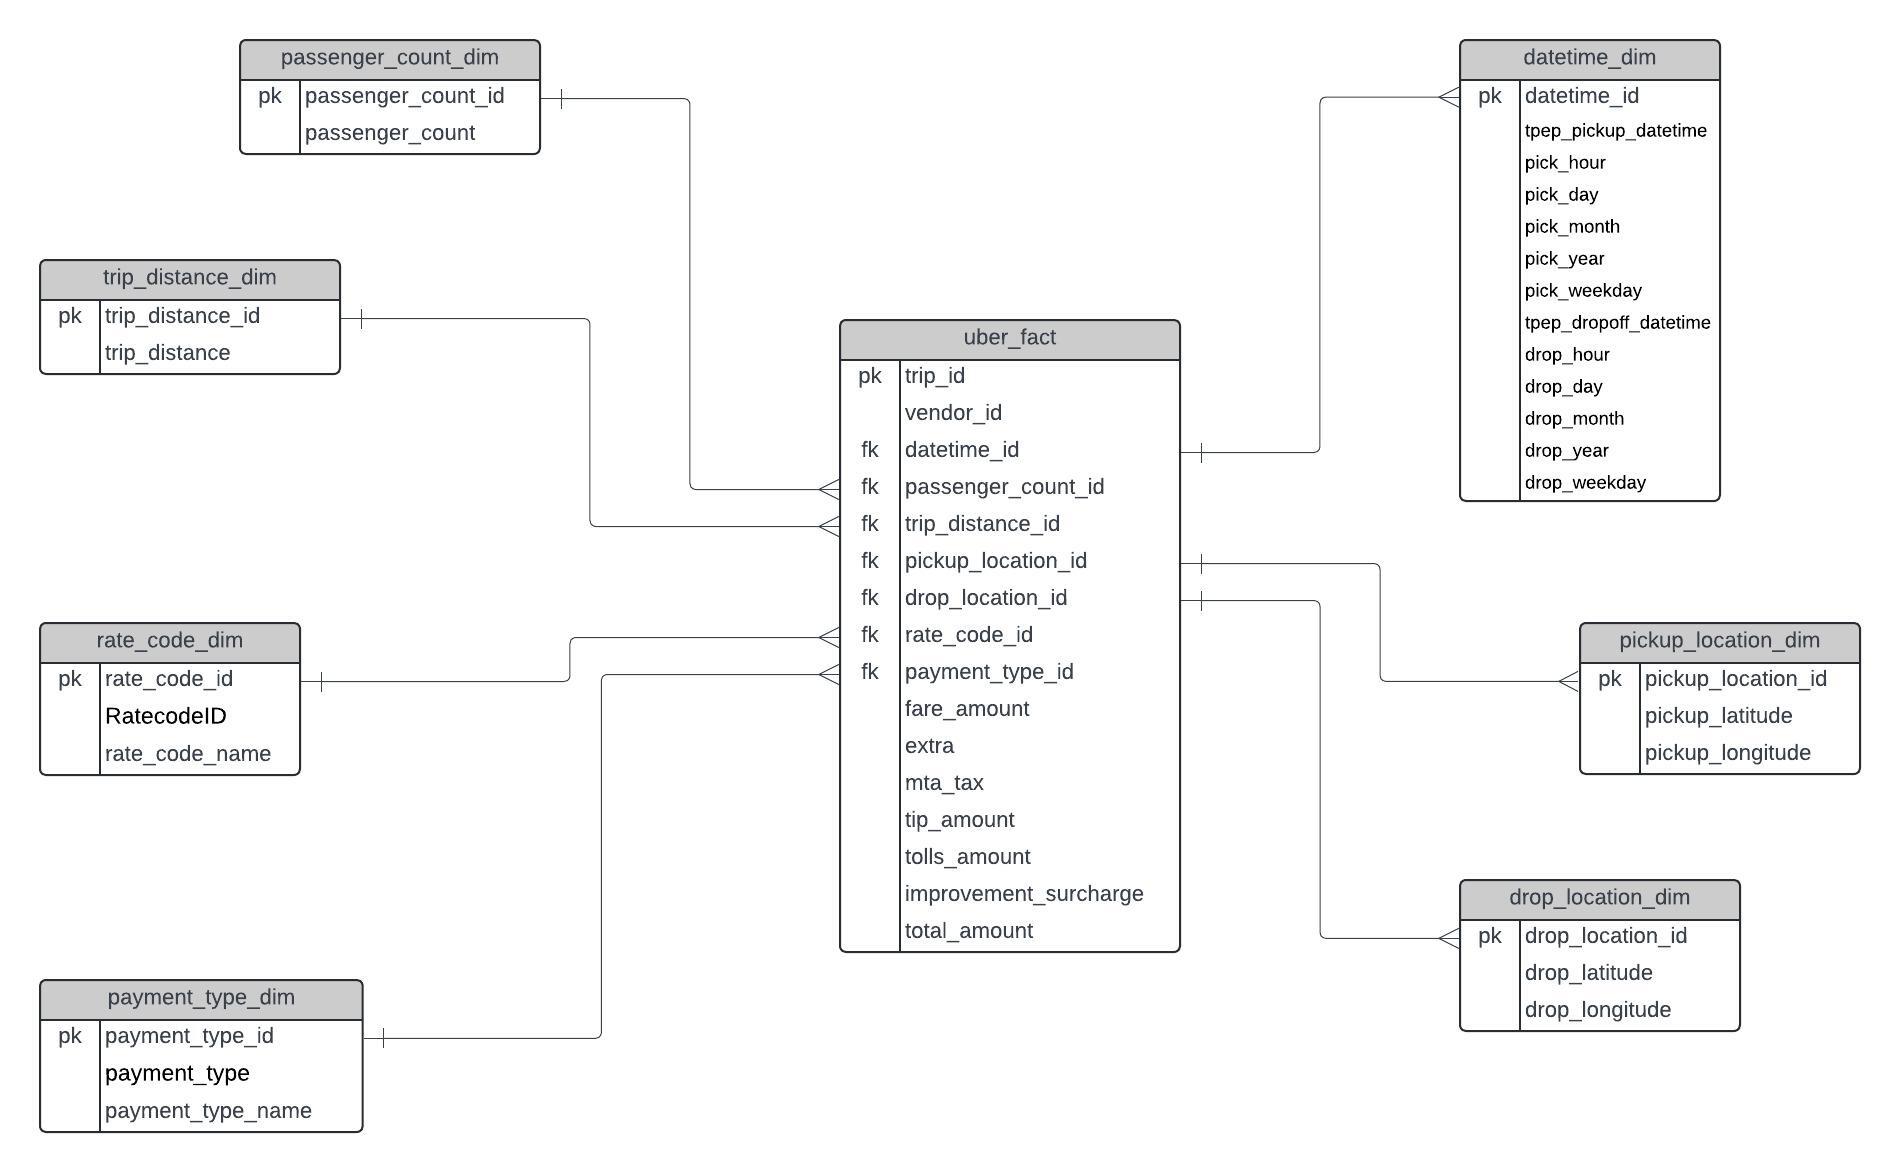 passenger_count_dim
pk passenger_count_id
passenger_count
trip_distance_dim
pk trip_distance_id
trip_distance
rate_code_dim
pk rate_code_id
RatecodeID
rate_code_name
payment_type_dim
pk payment_type_id
payment_type
payment_type_name
uber_fact
pk trip_id
vendor_id
fk datetime_id
fk passenger_count_id
fk trip_distance_id
fk pickup_location_id
fk drop_location_id
fk rate_code_id
fk payment_type_id
fare_amount
extra
mta_tax
tip_amount
tolls_amount
improvement_surcharge
total_amount
datetime_dim
pk datetime_id
tpep_pickup_datetime
pick_hour
pick_day
pick_month
pick_year
pick_weekday
tpep_dropoff_datetime
drop_hour
drop_day
drop_month
drop_year
drop_weekday
pickup_location_dim
pk pickup_location_id
pickup_latitude
pickup_longitude
drop_location_dim
pk drop_location_id
drop_latitude
drop_longitude